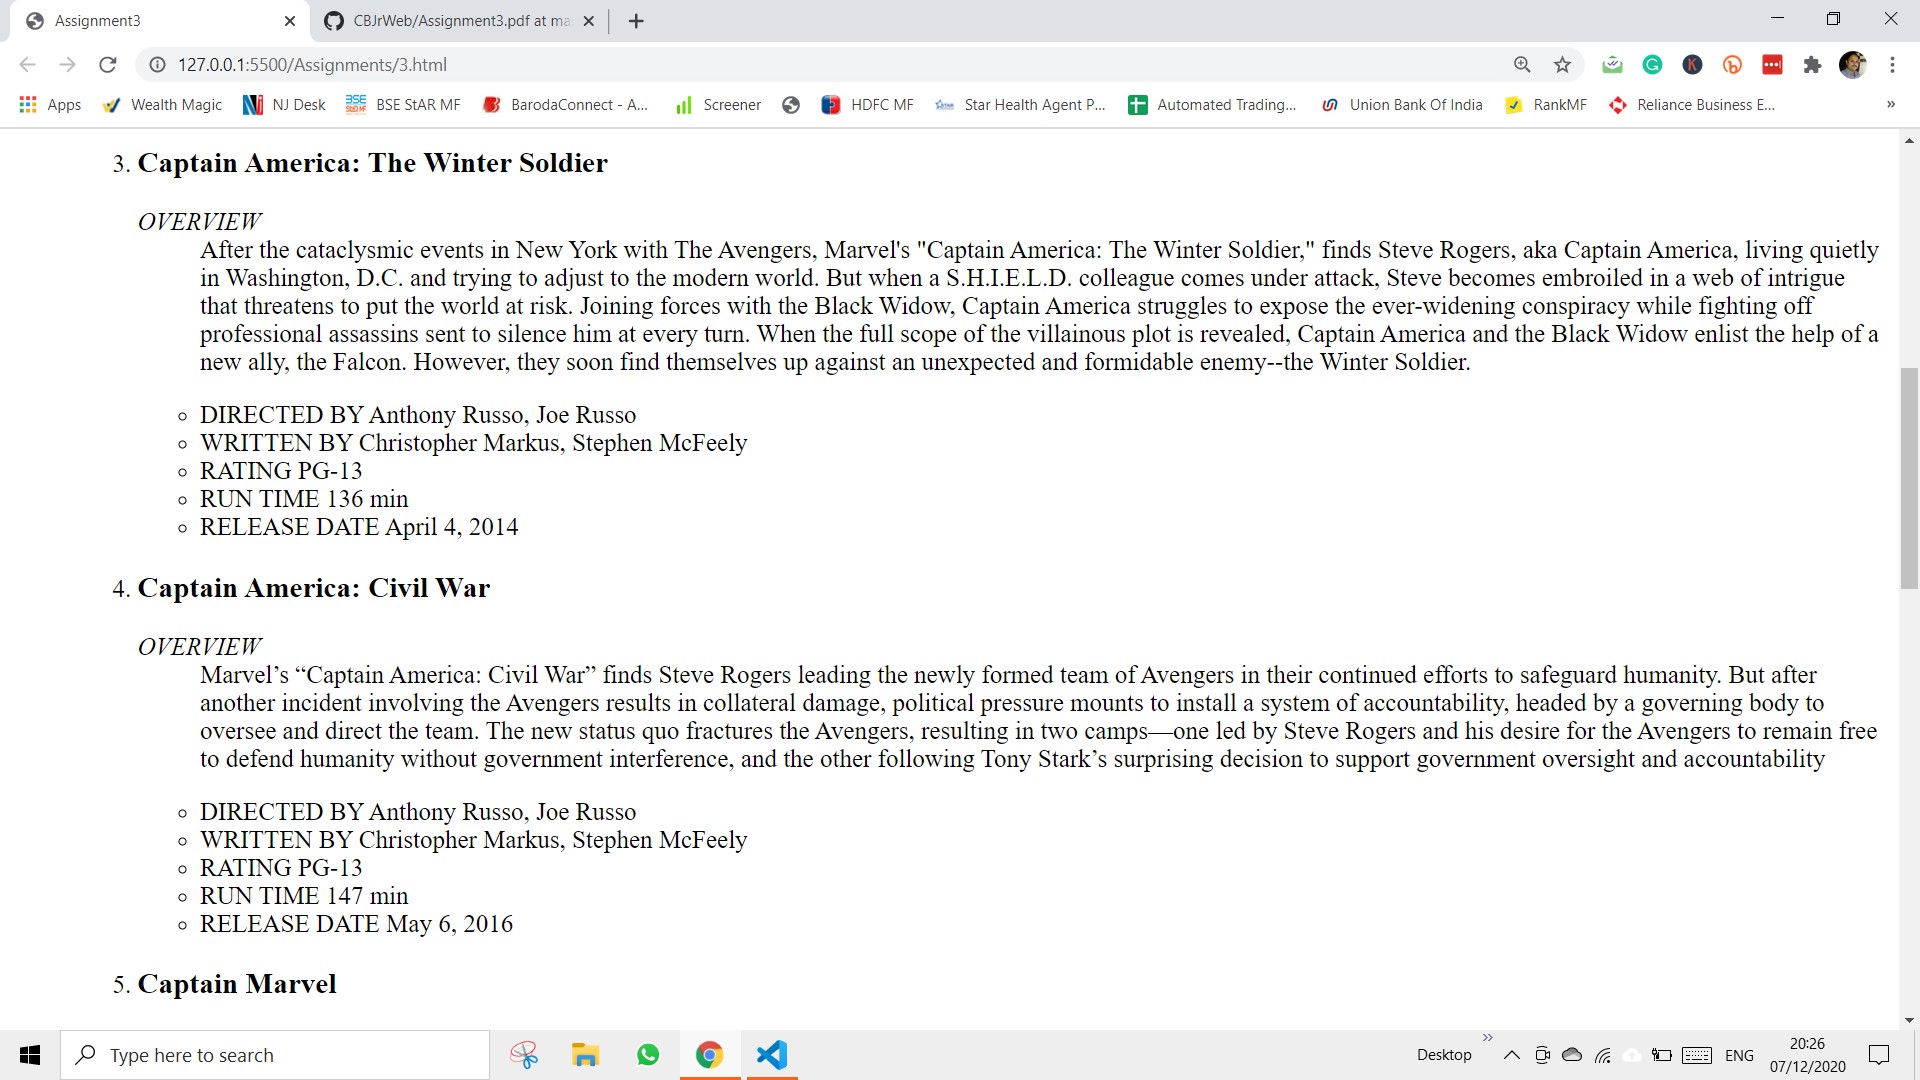 Assignment3
CBJrWeb/Assignment3.pdf at ma
127.0.0.1:5500/Assignments/3.html
Apps
Wealth Magic
NJ Desk
BSE StAR MF
BarodaConnect - A...
Screener
HDFC MF
Star Health Agent P...
Automated Trading...
Union Bank Of India
RankMF
Reliance Business E...
»
3. Captain America: The Winter Soldier
OVERVIEW
After the cataclysmic events in New York with The Avengers, Marvel's "Captain America: The Winter Soldier," finds Steve Rogers, aka Captain America, living quietly
in Washington, D.C. and trying to adjust to the modern world. But when a S.H.I.E.L.D. colleague comes under attack, Steve becomes embroiled in a web of intrigue
that threatens to put the world at risk. Joining forces with the Black Widow, Captain America struggles to expose the ever-widening conspiracy while fighting off
professional assassins sent to silence him at every turn. When the full scope of the villainous plot is revealed, Captain America and the Black Widow enlist the help of a
new ally, the Falcon. However, they soon find themselves up against an unexpected and formidable enemy--the Winter Soldier.
DIRECTED BY Anthony Russo, Joe Russo
WRITTEN BY Christopher Markus, Stephen McFeely
RATING PG-13
RUN TIME 136 min
RELEASE DATE April 4, 2014
4. Captain America: Civil War
OVERVIEW
Marvel’s “Captain America: Civil War” finds Steve Rogers leading the newly formed team of Avengers in their continued efforts to safeguard humanity. But after
another incident involving the Avengers results in collateral damage, political pressure mounts to install a system of accountability, headed by a governing body to
oversee and direct the team. The new status quo fractures the Avengers, resulting in two camps—one led by Steve Rogers and his desire for the Avengers to remain free
to defend humanity without government interference, and the other following Tony Stark’s surprising decision to support government oversight and accountability
DIRECTED BY Anthony Russo, Joe Russo
WRITTEN BY Christopher Markus, Stephen McFeely
RATING PG-13
RUN TIME 147 min
RELEASE DATE May 6, 2016
5. Captain Marvel
Type here to search
Desktop
»
ENG
20:26
07/12/2020